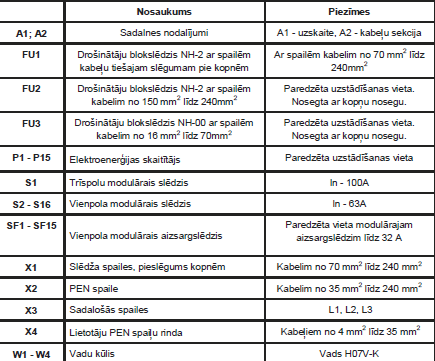 Nosaukums Piezīmes
A1; A2 Sadalnes nodalījumi A1 - uzskaite, A2 - kabeļu sekcija
FU1 Drošinātāju blokslēdzis NH-2 ar spailēm Ar spailēm kabelim no 70 mm² līdz
kabeļu tiešajam slēgumam pie kopnēm 240mm²
FU2 Drošinātāju blokslēdzis NH-2 ar spailēm Paredzēta uzstādīšanas vieta.
kabelim no 150 mm² līdz 240mm² Nosegta ar kopņu nosegu.
FU3 Drošinātāju blokslēdzis NH-00 ar spailēm Paredzēta uzstādīšanas vieta.
kabelim no 16 mm² līdz 70mm² Nosegta ar kopņu nosegu.
P1 - P15 Elektroenerģijas skaitītājs Paredzēta uzstādīšanas vieta
S1 Trīspolu modulārais slēdzis In - 100A
S2 - S16 Vienpola modulārais slēdzis In - 63A
SF1 - SF15 Vienpola modulārais aizsargslēdzis Paredzēta vieta modulārajam
aizsargslēdzim līdz 32 A
X1 Slēdža spailes, pieslēgums kopnēm Kabelim no 70 mm² līdz 240 mm²
X2 PEN spaile Kabelim no 35 mm² līdz 240 mm²
X3 Sadalošās spailes L1, L2, L3
X4 Lietotāju PEN spaiļu rinda Kabeļiem no 4 mm² līdz 35 mm²
W1 - W4 Vadu kūlis Vads H07V-K